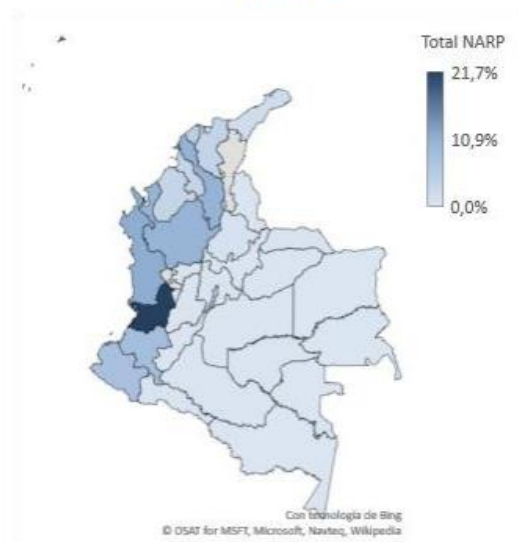 Total NARP
21,7%
10,9%
0,0%
Con tecnología de Bing
© DSAT for MSFT, Microsoft, Navteq, Wikipedia